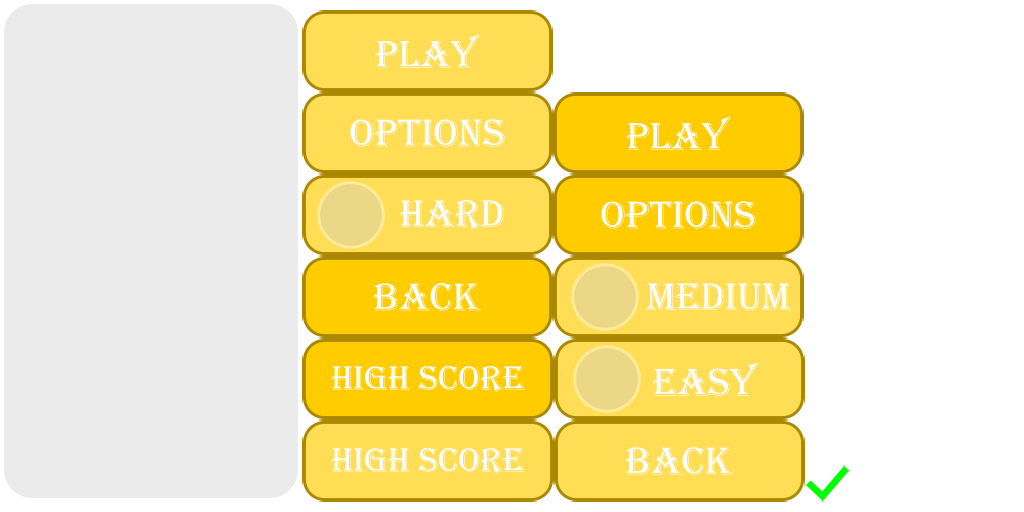 PLAY
OPTIONS
PLAY
HARD
OPTIONS
BACK
MEDIUM
HIGH SCORE
EASY
HIGH SCORE
BACK